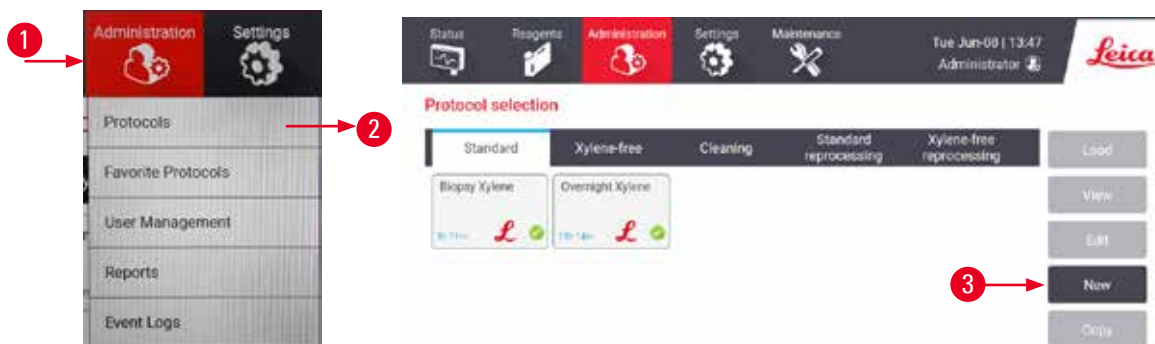 1
Administration Settings
Protocols
2
Favorite Protocols
User Management
Reports
Event Logs
Status Reagents Administration Settings Maintenance
Tue Jun-08 | 13:47
Administrator
Leica
Protocol selection
Standard Xylene-free Cleaning Standard reprocessing Xylene-free reprocessing
Load
Biopsy Xylene Overnight Xylene
View
L L
Edit
3
New
Copy